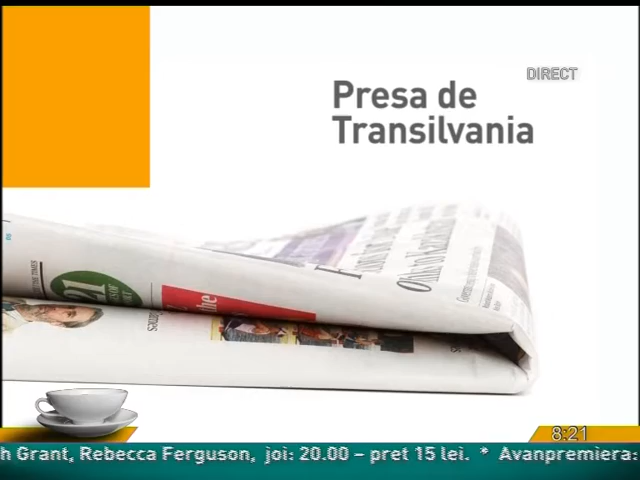 DIRECT
Presa de
Transilvania
8:21
h Grant, Rebecca Ferguson, joi: 20.00 – pret 15 lei. * Avanpremiera: